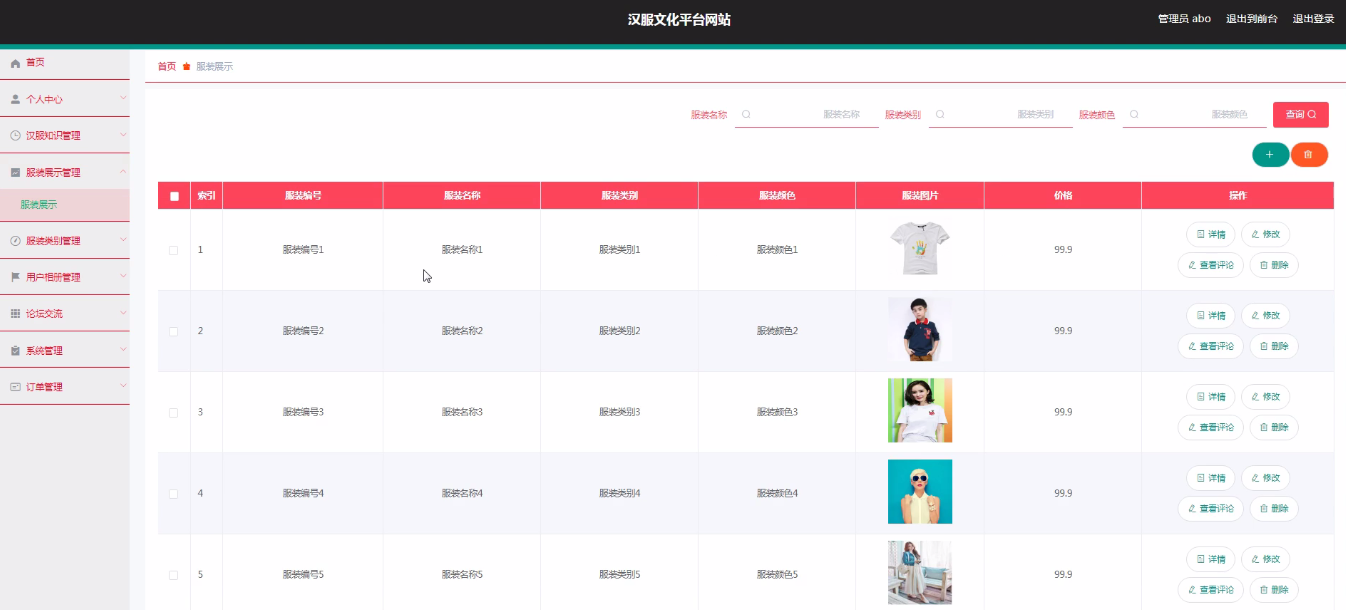 汉服文化平台网站
管理员 abo 退出到前台 退出登录
首页
个人中心
汉服知识管理
服装展示管理
服装展示
服装类别管理
用户相册管理
论坛交流
系统管理
订单管理
首页 服装展示
服装名称 服装名称 服装类别 服装类别 服装颜色 服装颜色 查询
+
索引 服装编号 服装名称 服装类别 服装颜色 服装图片 价格 操作
1 服装编号1 服装名称1 服装类别1 服装颜色1 99.9 详情 修改
查看评论 删除
2 服装编号2 服装名称2 服装类别2 服装颜色2 99.9 详情 修改
查看评论 删除
3 服装编号3 服装名称3 服装类别3 服装颜色3 99.9 详情 修改
查看评论 删除
4 服装编号4 服装名称4 服装类别4 服装颜色4 99.9 详情 修改
查看评论 删除
5 服装编号5 服装名称5 服装类别5 服装颜色5 99.9 详情 修改
查看评论 删除